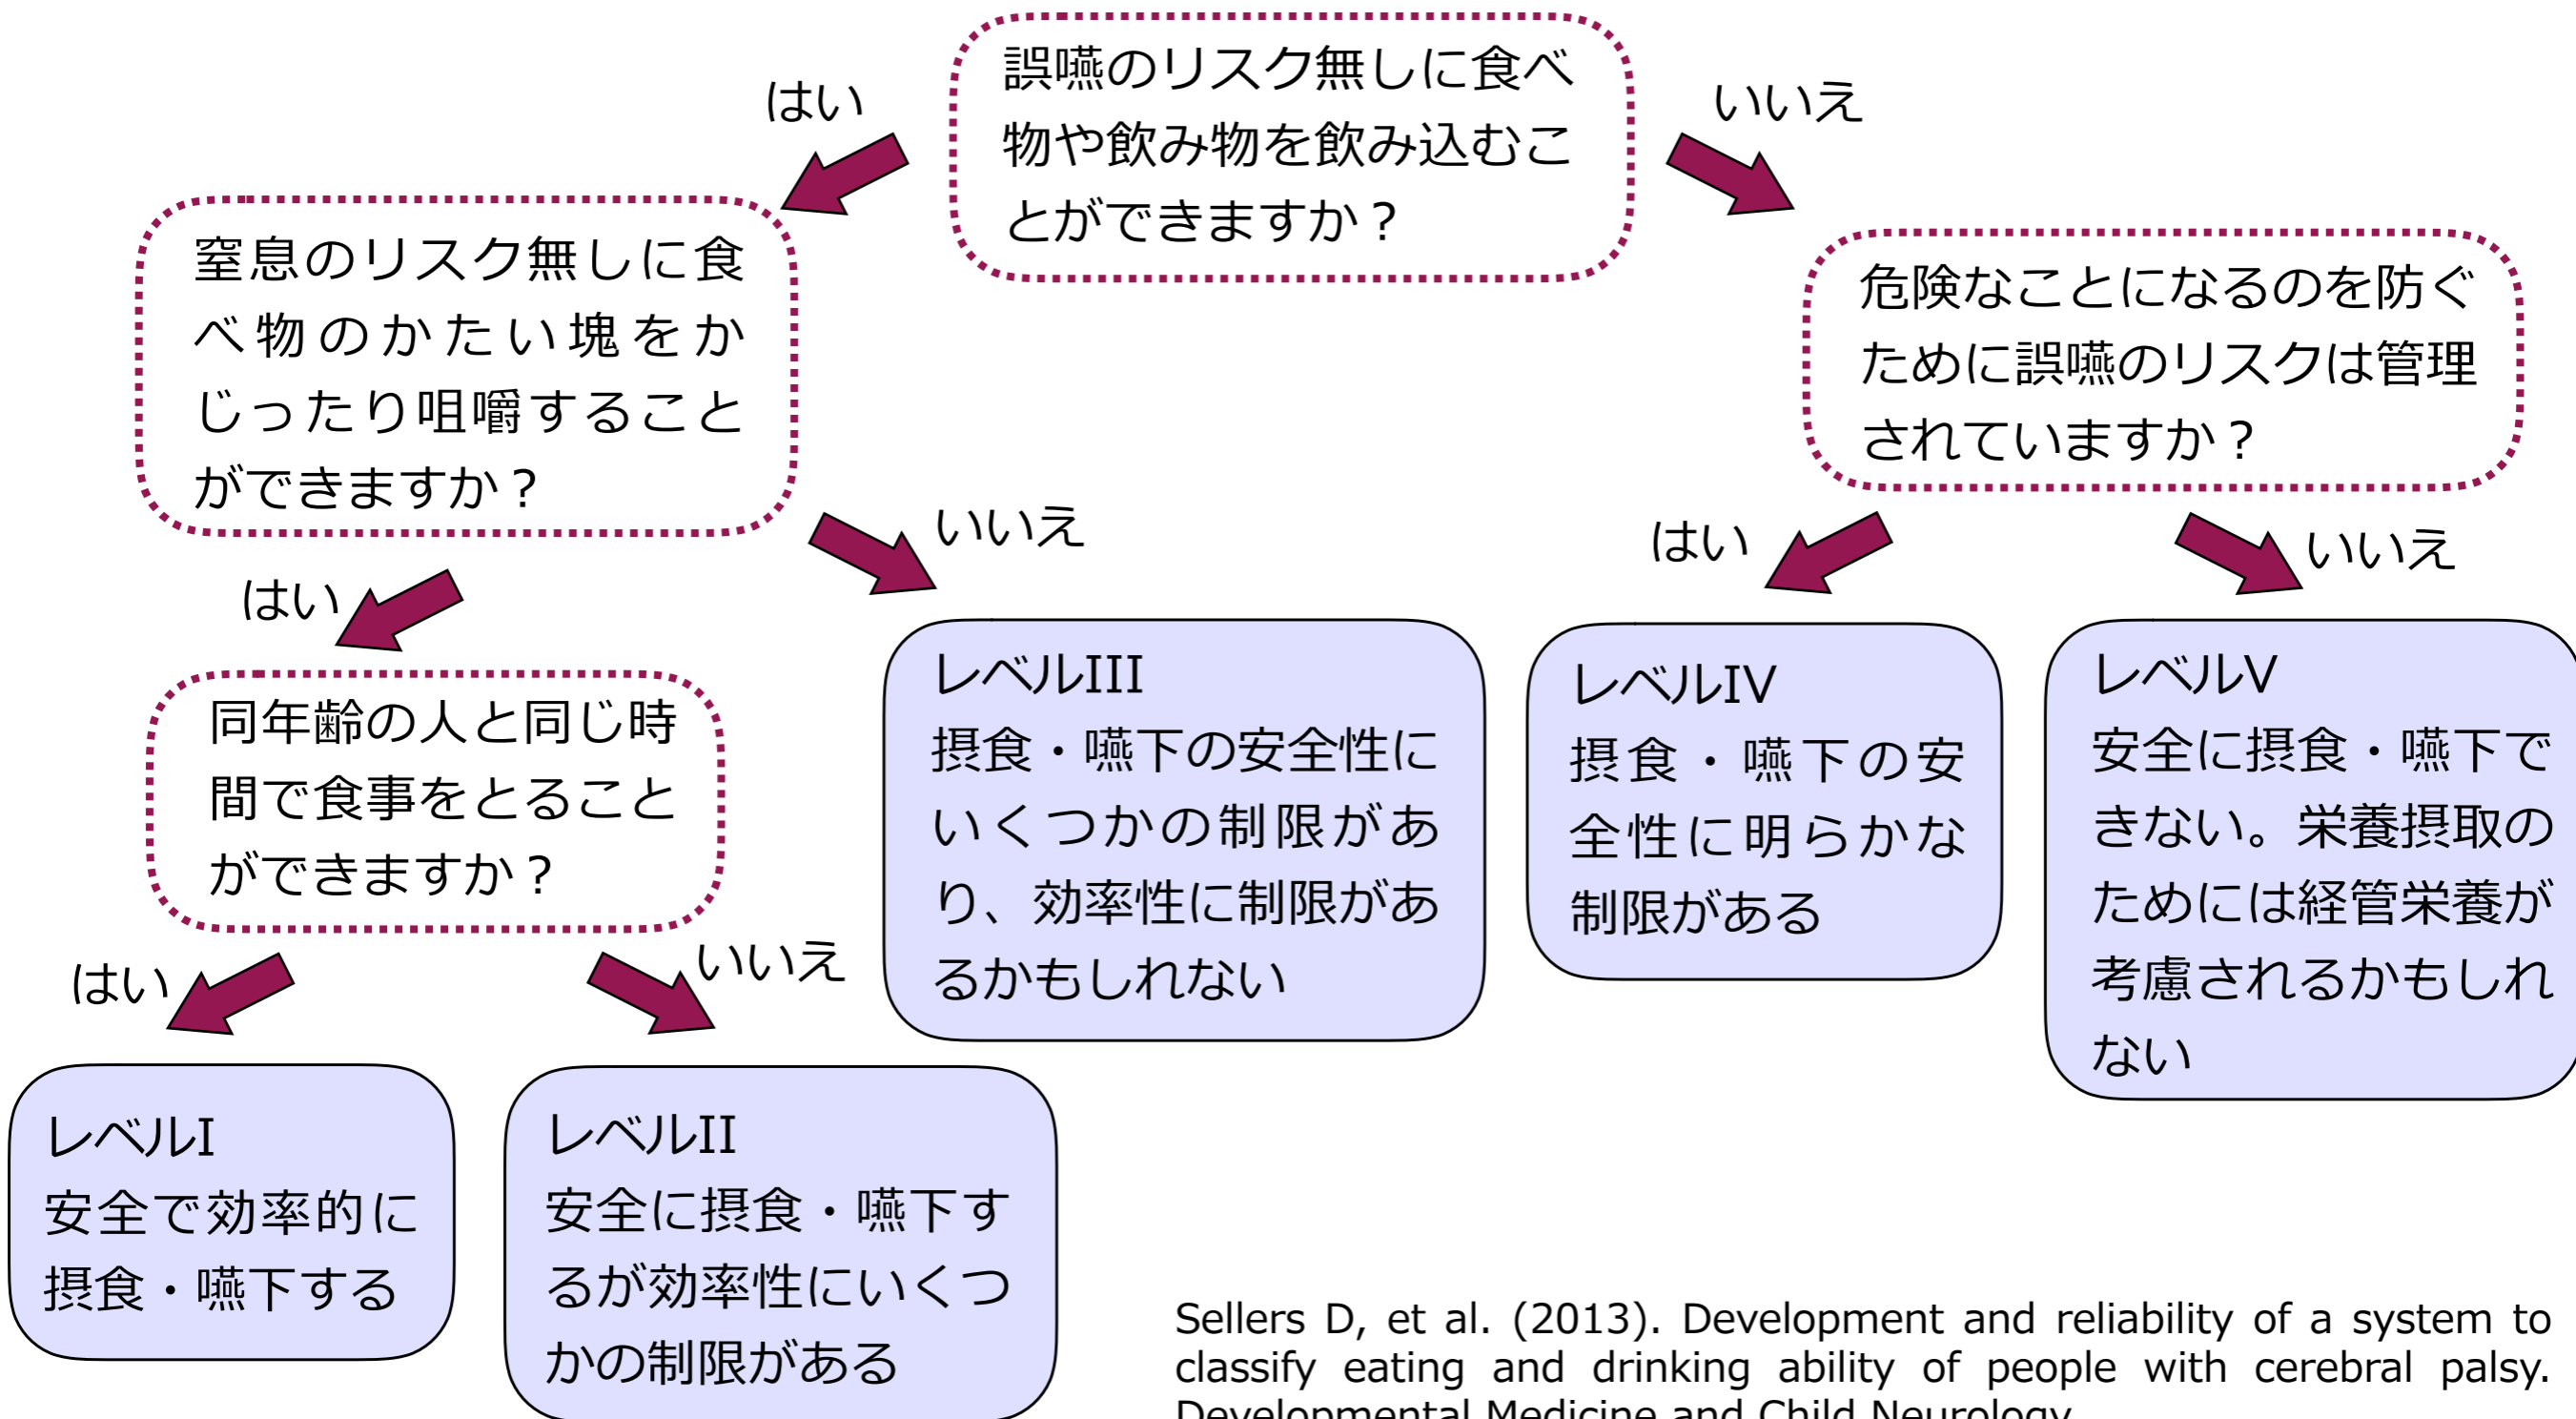 誤嚥のリスク無しに食べ
物や飲み物を飲み込むこ
とができますか？
はい
いいえ
窒息のリスク無しに食
べ物のかたい塊をか
じったり咀嚼すること
ができますか？
危険なことになるのを防ぐ
ために誤嚥のリスクは管理
されていますか？
はい
いいえ
はい
いいえ
同年齢の人と同じ時
間で食事をとること
ができますか？
レベルIII
摂食・嚥下の安全性に
いくつかの制限があ
り、効率性に制限があ
るかもしれない
レベルIV
摂食・嚥下の安
全性に明らかな
制限がある
レベルV
安全に摂食・嚥下で
きない。栄養摂取の
ためには経管栄養が
考慮されるかもしれ
ない
はい
いいえ
レベルI
安全で効率的に
摂食・嚥下する
レベルII
安全に摂食・嚥下す
るが効率性にいくつ
かの制限がある
Sellers D, et al. (2013). Development and reliability of a system to
classify eating and drinking ability of people with cerebral palsy.
Developmental Medicine and Child Neurology